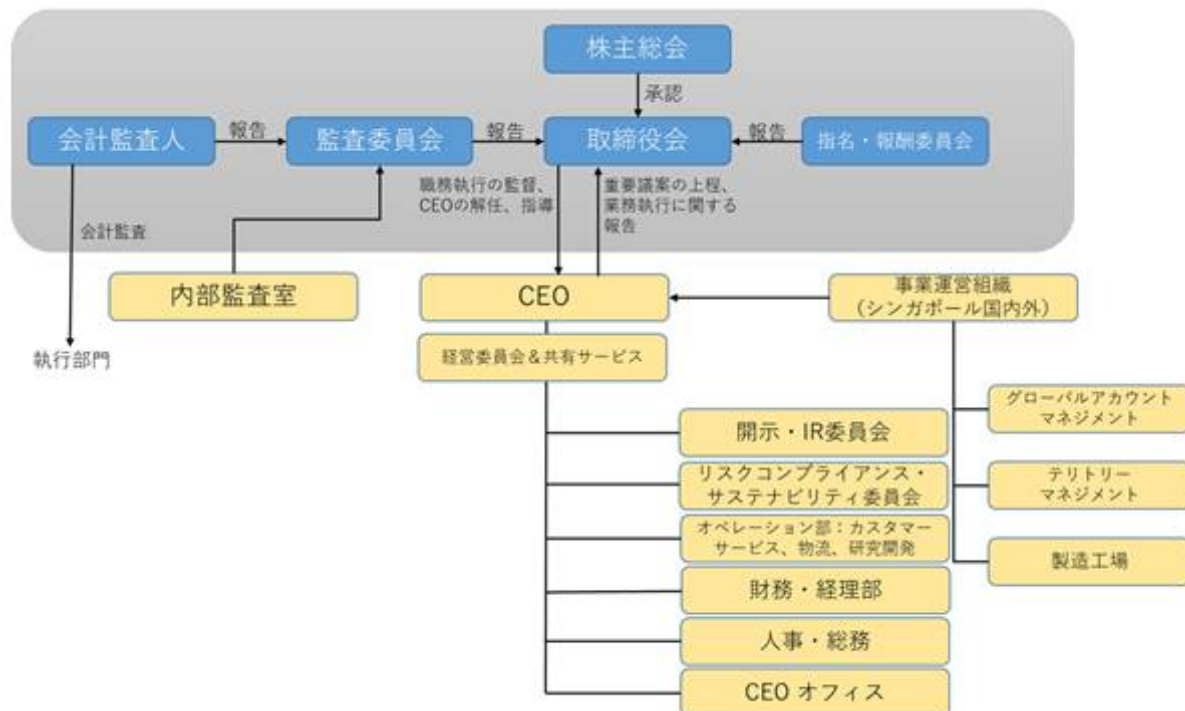 株主総会
承認
会計監査人
報告
監査委員会
報告
取締役会
報告
指名・報酬委員会
職務執行の監督、
CEOの解任、指導
重要議案の上程、
業務執行に関する
報告
会計監査
内部監査室
CEO
事業運営組織
(シンガポール国内外)
執行部門
経営委員会&共有サービス
グローバルアカウント
マネジメント
開示・IR委員会
リスクコンプライアンス・
サステナビリティ委員会
テリトリー
マネジメント
オペレーション部:カスタマー
サービス、物流、研究開発
製造工場
財務・経理部
人事・総務
CEO オフィス